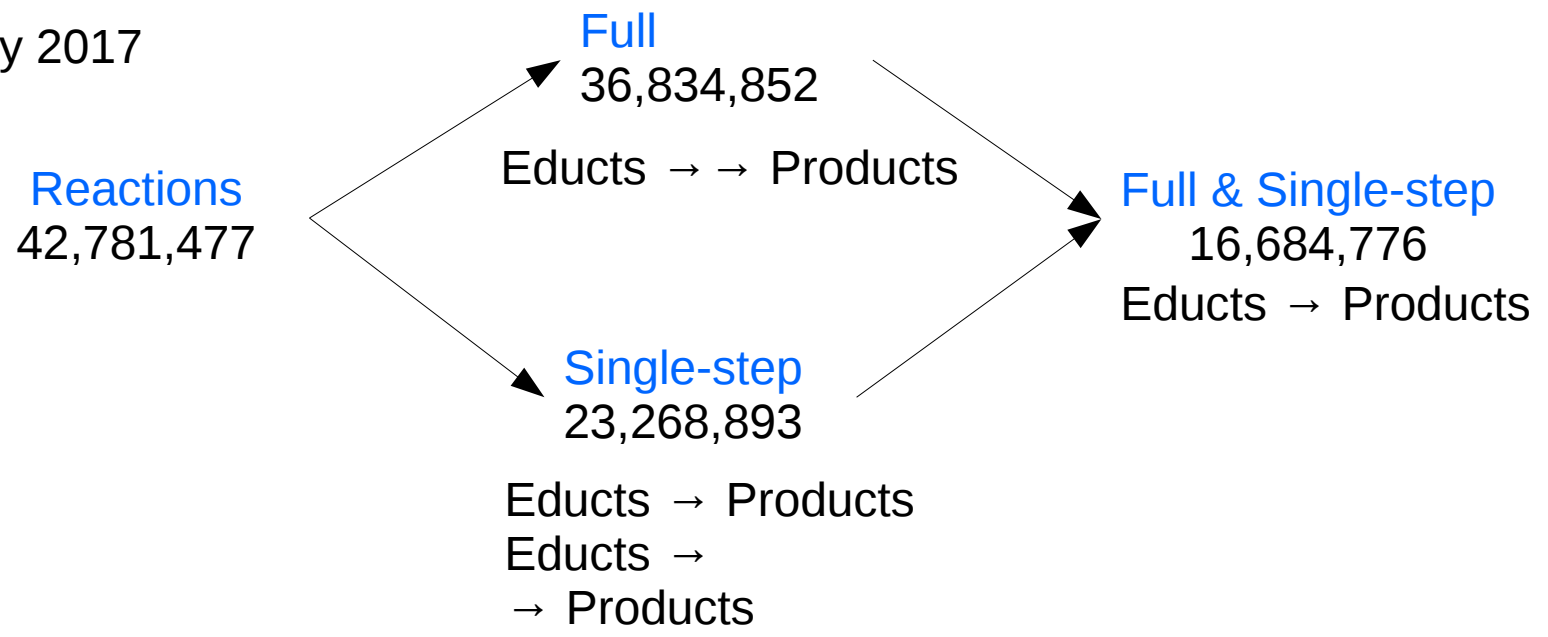 y 2017
Full
36,834,852
Educts →→ Products
Reactions
42,781,477
Full & Single-step
16,684,776
Educts → Products
Single-step
23,268,893
Educts → Products
Educts →
→ Products